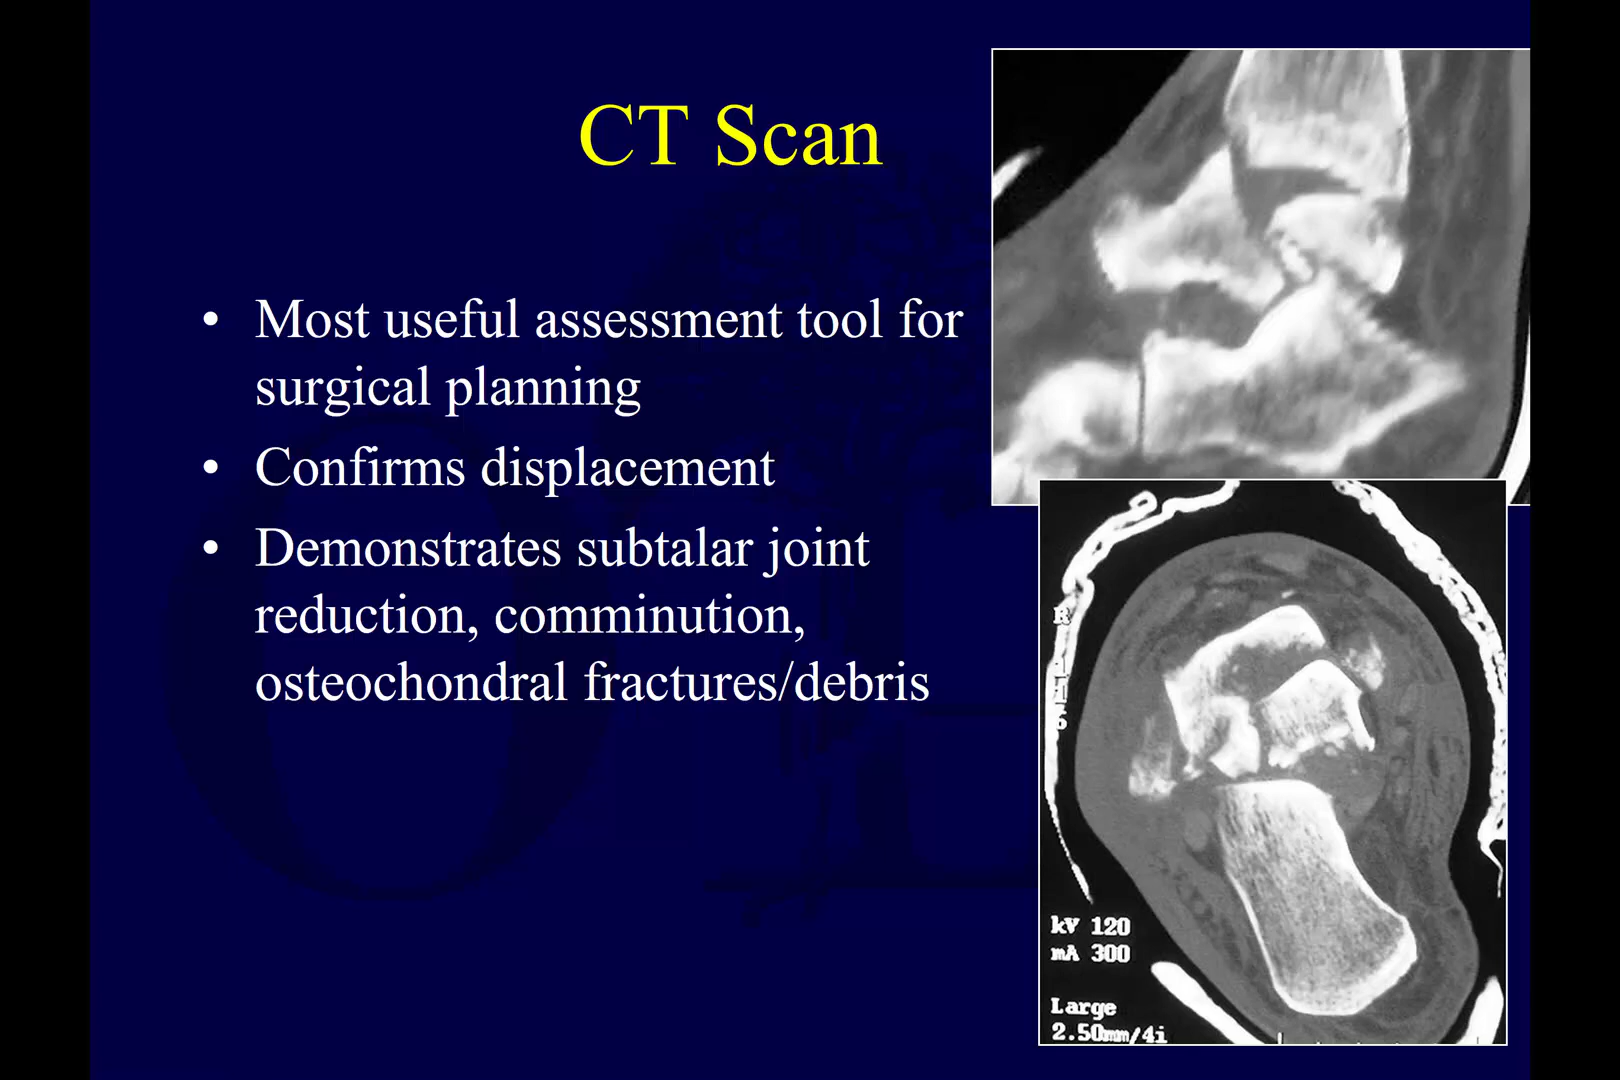 CT Scan
• Most useful assessment tool for
surgical planning
• Confirms displacement
• Demonstrates subtalar joint
reduction, comminution,
osteochondral fractures/debris
R
kV 120
mA 300
Large
2.50mm/4i